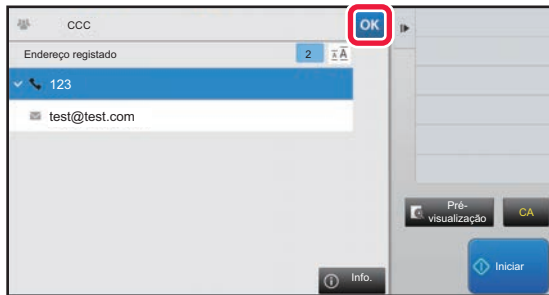 CCC
OK
Endereço registado
2
A A
123
test@test.com
Pré-
visualização
CA
Iniciar
Info.